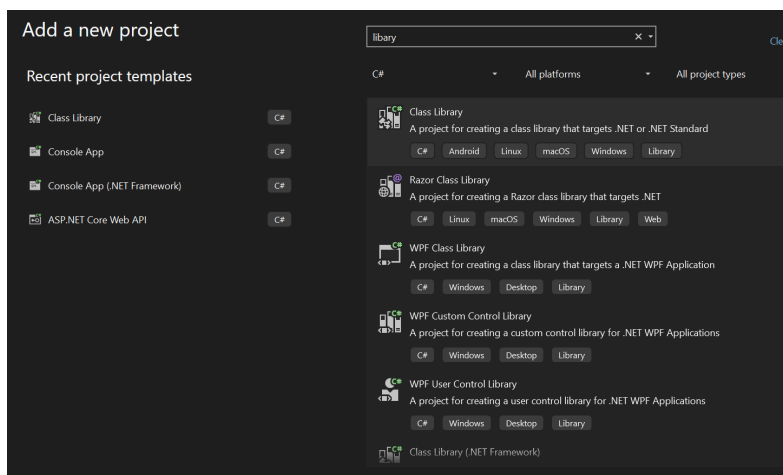 Add a new project
Recent project templates
Class Library C#
Console App C#
Console App (.NET Framework) C#
ASP.NET Core Web API C#
libary
Cle
C# All platforms All project types
Class Library
A project for creating a class library that targets .NET or .NET Standard
C# Android Linux macOS Windows Library
Razor Class Library
A project for creating a Razor class library that targets .NET
C# Linux macOS Windows Library Web
WPF Class Library
A project for creating a class library that targets a .NET WPF Application
C# Windows Desktop Library
WPF Custom Control Library
A project for creating a custom control library for .NET WPF Applications
C# Windows Desktop Library
WPF User Control Library
A project for creating a user control library for .NET WPF Applications
C# Windows Desktop Library
Class Library (.NET Framework)